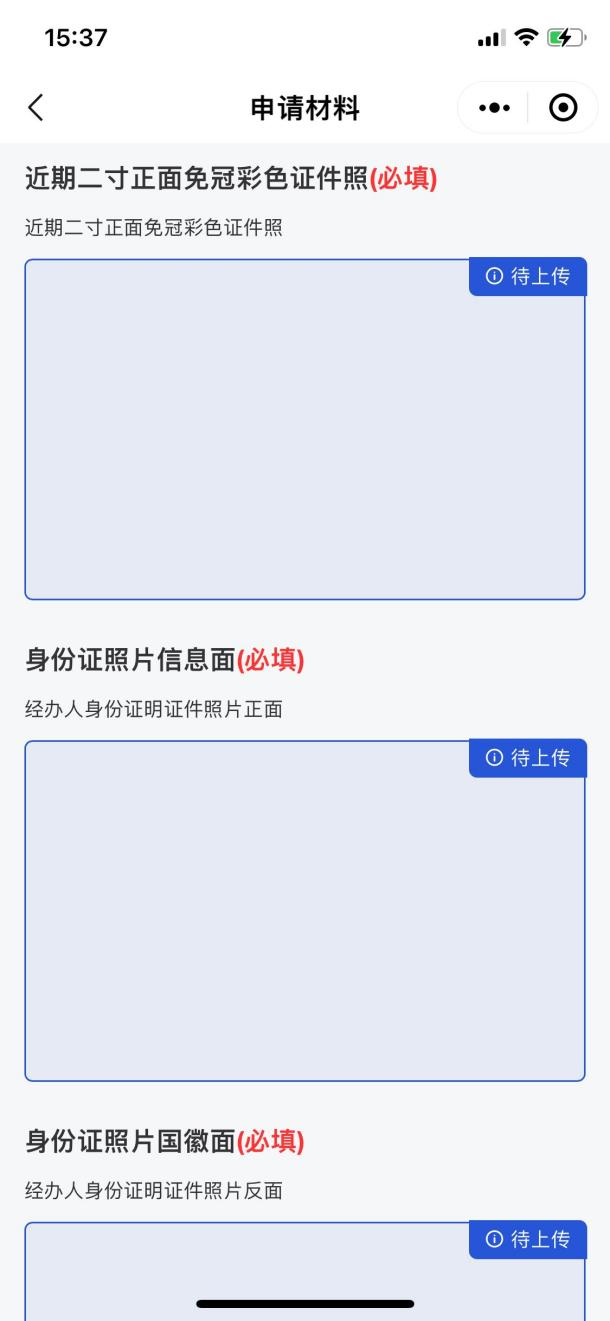 15:37
申请材料
近期二寸正面免冠彩色证件照(必填)
近期二寸正面免冠彩色证件照
待上传
身份证照片信息面(必填)
经办人身份证明证件照片正面
待上传
身份证照片国徽面(必填)
经办人身份证明证件照片反面
待上传